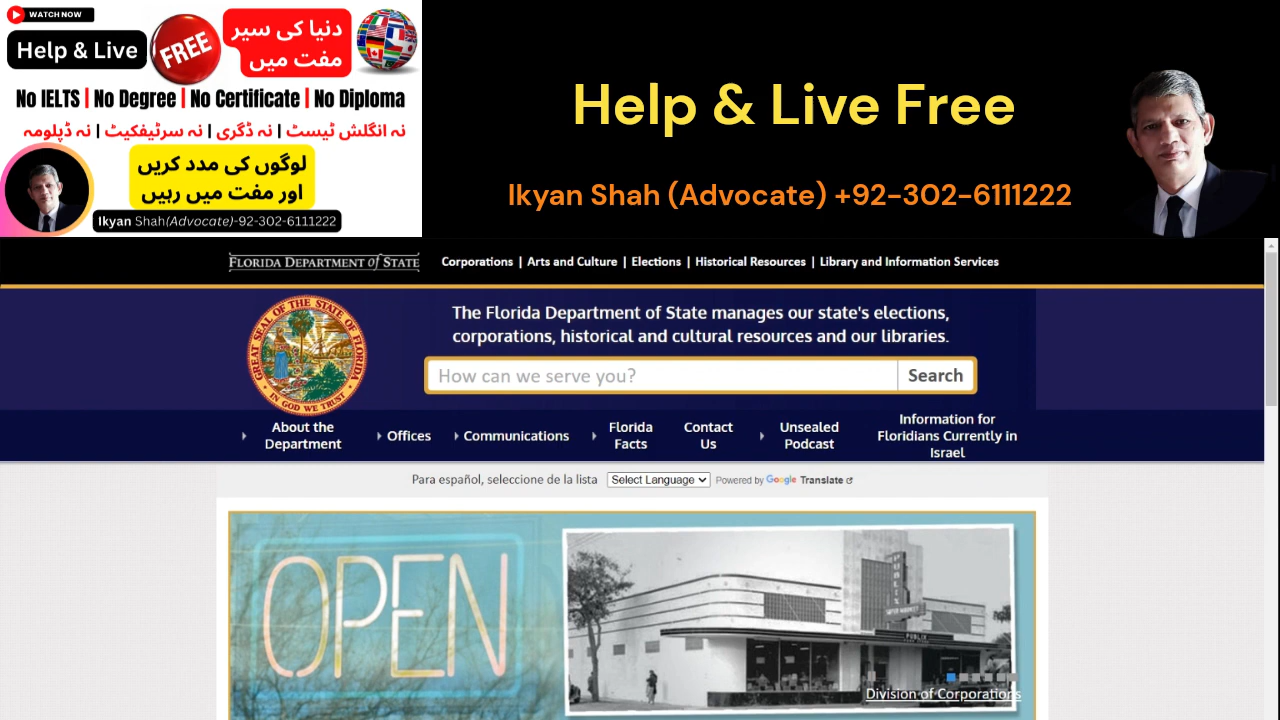 WATCH NOW
Help & Live
FREE
دنیا کی سیر
مفت میں
No IELTS | No Degree | No Certificate | No Diploma
نہ انگلش ٹیسٹ | نہ ڈگری | نہ سرٹیفکیٹ | نہ ڈپلومہ
لوگوں کی مدد کریں
اور مفت میں رہیں
Ikyan Shah(Advocate)-92-302-6111222
Help & Live Free
Ikyan Shah (Advocate) +92-302-6111222
FLORIDA DEPARTMENT of STATE
Corporations | Arts and Culture | Elections | Historical Resources | Library and Information Services
GREAT SEAL OF THE STATE OF FLORIDA
IN GOD WE TRUST
The Florida Department of State manages our state's elections,
corporations, historical and cultural resources and our libraries.
How can we serve you?
Search
About the
Department
Offices
Communications
Florida
Facts
Contact
Us
Unsealed
Podcast
Information for
Floridians Currently in
Israel
Para español, seleccione de la lista
Select Language
Powered by Google Translate
OPEN
PUBLIX
PUBLIX
Division of Corporations